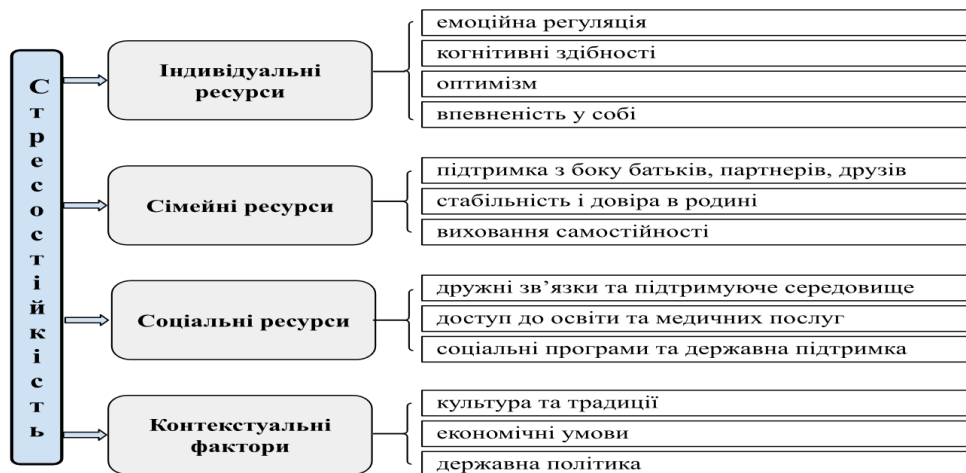 Стресостійкість
Індивідуальні
ресурси
емоційна регуляція
когнітивні здібності
оптимізм
впевненість у собі
Сімейні ресурси
підтримка з боку батьків, партнерів, друзів
стабільність і довіра в родині
виховання самостійності
Соціальні ресурси
дружні зв’язки та підтримуюче середовище
доступ до освіти та медичних послуг
соціальні програми та державна підтримка
Контекстуальні
фактори
культура та традиції
економічні умови
державна політика